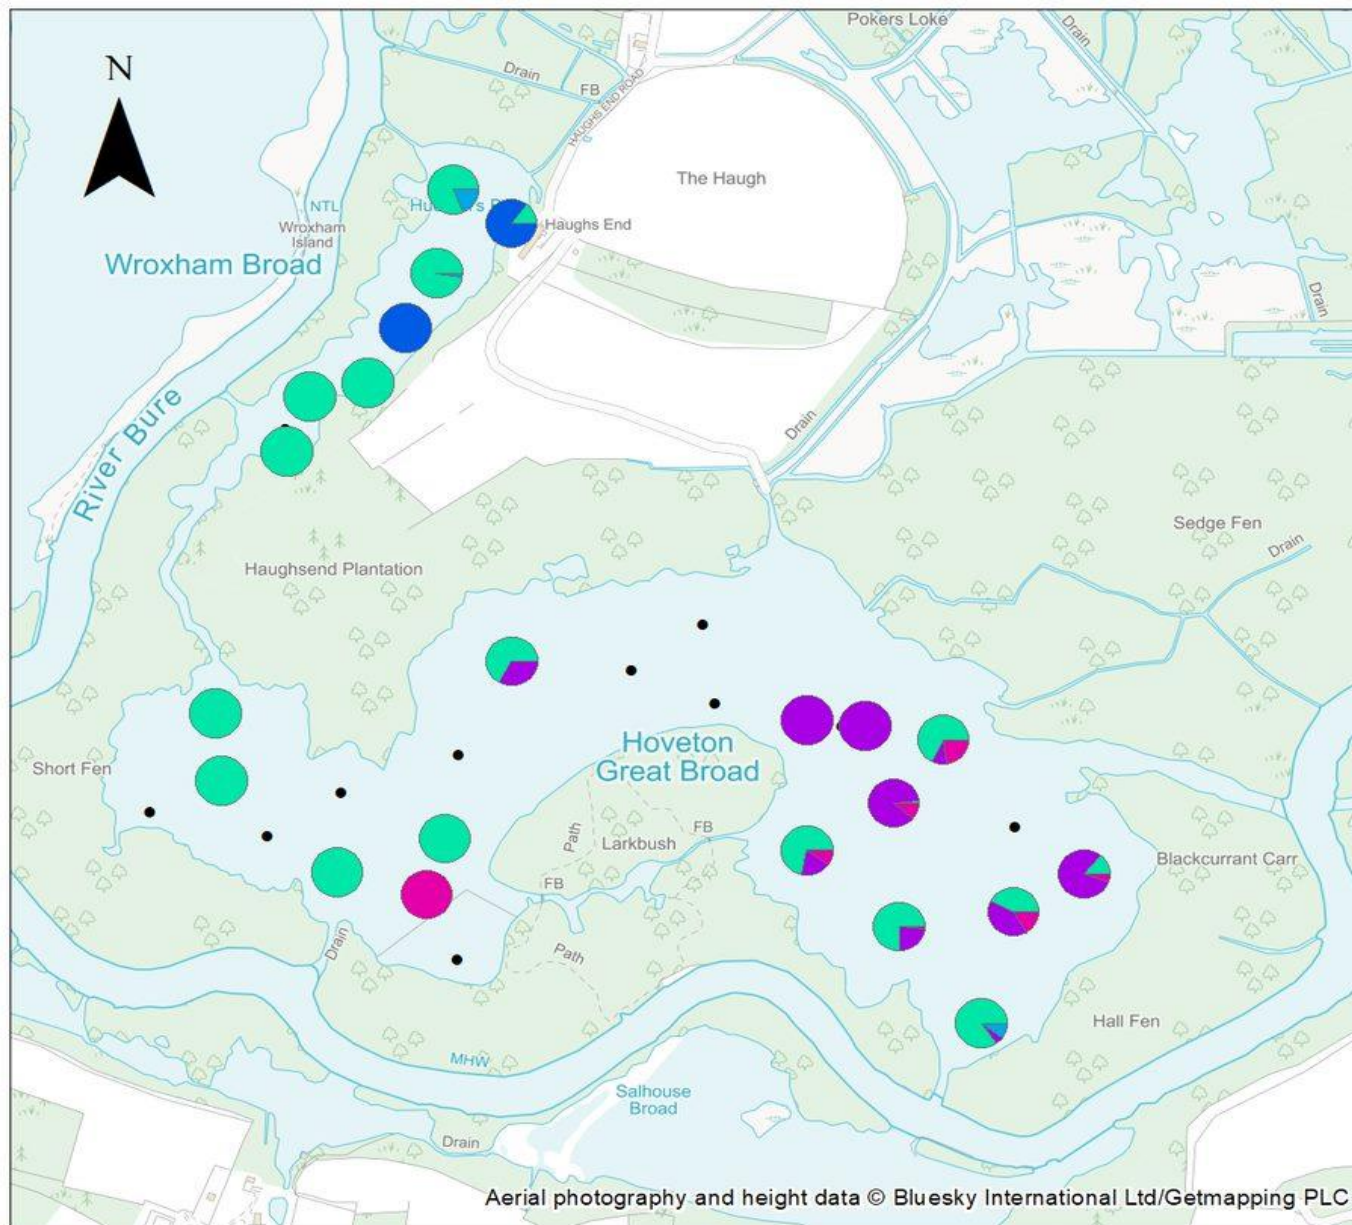 Pokers Loke
Drain
Drain
FB
HAUGHS END ROAD
N
The Haugh
NTL
Wroxham
Island
Haughs End
Wroxham Broad
Drain
River Bure
Drain
Sedge Fen
Drain
Haughsend Plantation
Hoveton
Great Broad
Short Fen
Path
FB
Larkbush
Blackcurrant Carr
FB
Drain
Path
Hall Fen
MHW
Salhouse
Broad
Drain
Aerial photography and height data © Bluesky International Ltd/Getmapping PLC